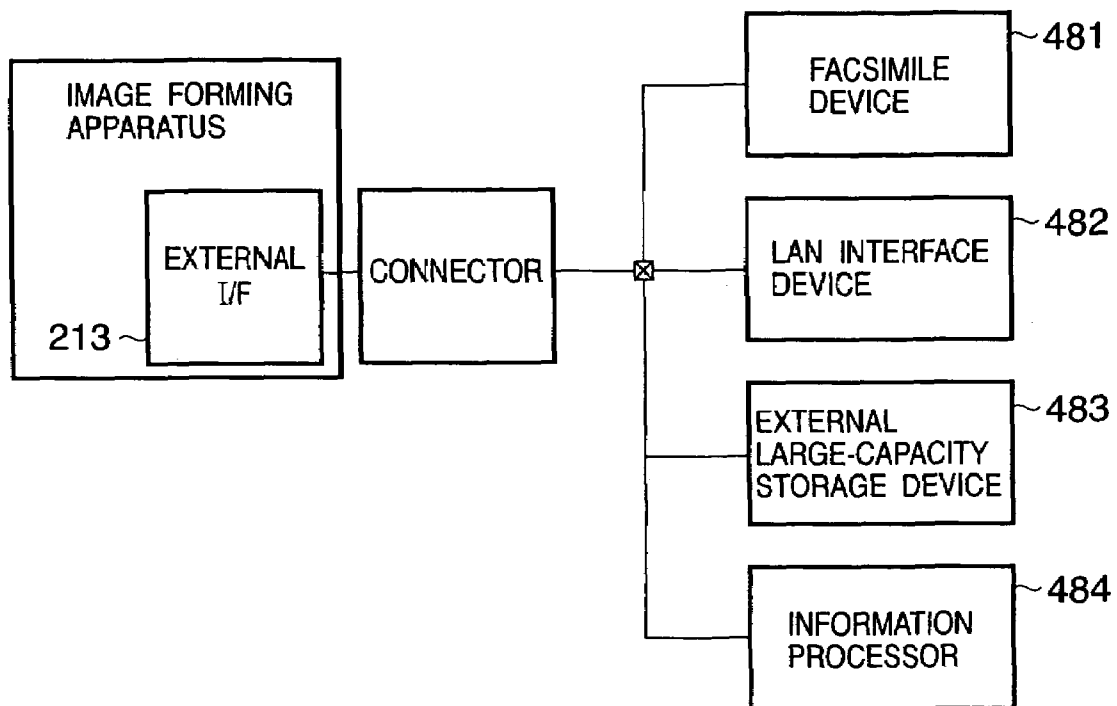 IMAGE FORMING
APPARATUS
EXTERNAL
I/F
213
CONNECTOR
FACSIMILE
DEVICE
481
LAN INTERFACE
DEVICE
482
EXTERNAL
LARGE-CAPACITY
STORAGE DEVICE
483
INFORMATION
PROCESSOR
484